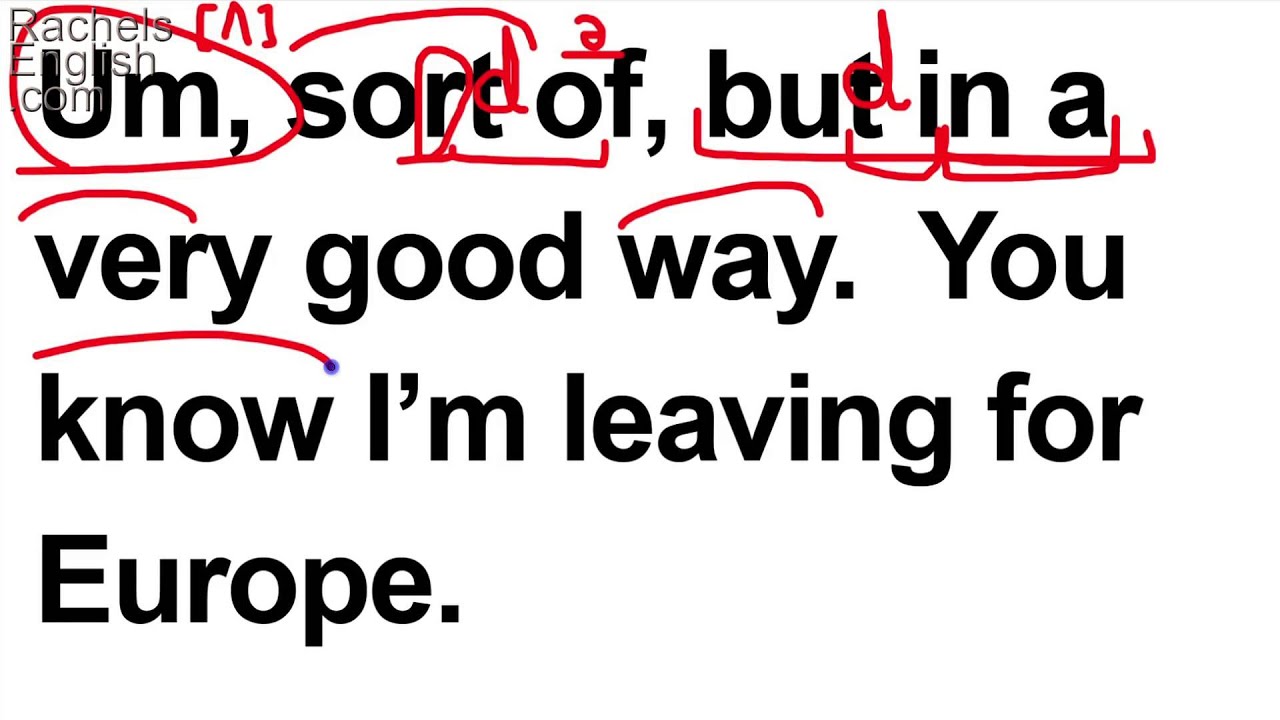 Rachels
English
.com
[ʌ]
d ə d
Um, sort of, but in a
very good way. You
know I’m leaving for
Europe.